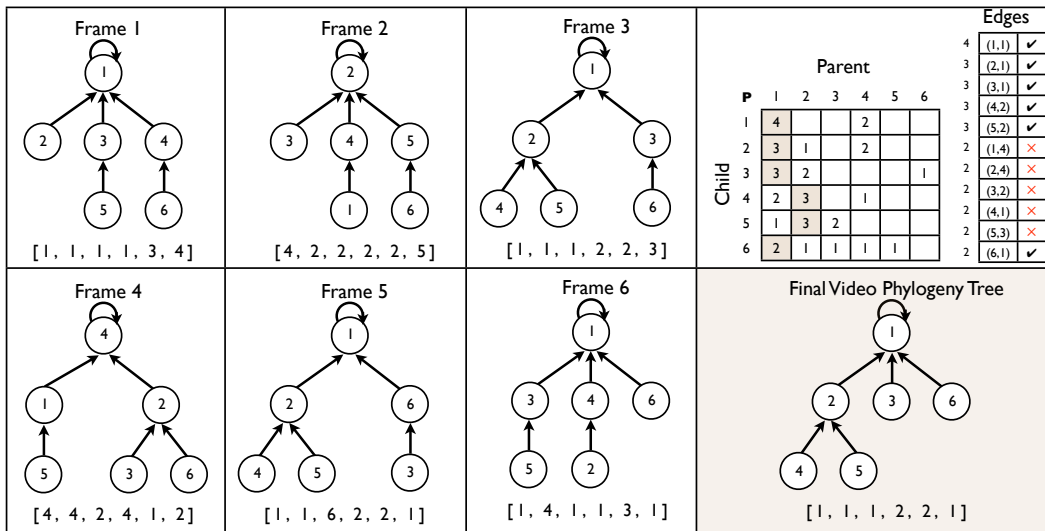 Frame 1
1
2 3 4
5 6
[1, 1, 1, 1, 3, 4]
Frame 2
2
3 4 5
1 6
[4, 2, 2, 2, 2, 5]
Frame 3
1
2 3
4 5 6
[1, 1, 1, 2, 2, 3]
Parent
P 1 2 3 4 5 6
Child
1 4 2
2 3 1 2
3 3 2 1
4 2 3 1
5 1 3 2
6 2 1 1 1 1
Edges
4 (1,1) ✔
3 (2,1) ✔
3 (3,1) ✔
3 (4,2) ✔
3 (5,2) ✔
2 (1,4) ×
2 (2,4) ×
2 (3,2) ×
2 (4,1) ×
2 (5,3) ×
2 (6,1) ✔
Frame 4
4
1 2
5 3 6
[4, 4, 2, 4, 1, 2]
Frame 5
1
2 6
4 5 3
[1, 1, 6, 2, 2, 1]
Frame 6
1
3 4 6
5 2
[1, 4, 1, 1, 3, 1]
Final Video Phylogeny Tree
1
2 3 6
4 5
[1, 1, 1, 2, 2, 1]